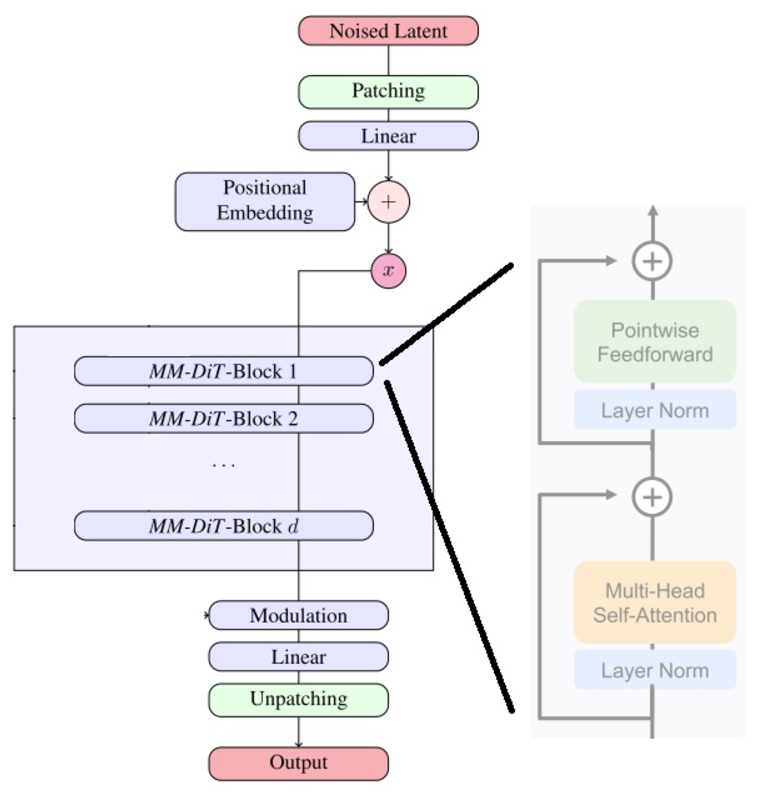 Noised Latent
Patching
Linear
Positional
Embedding
+
x
MM-DiT-Block 1
MM-DiT-Block 2
...
MM-DiT-Block d
Modulation
Linear
Unpatching
Output
+
Pointwise
Feedforward
Layer Norm
+
Multi-Head
Self-Attention
Layer Norm